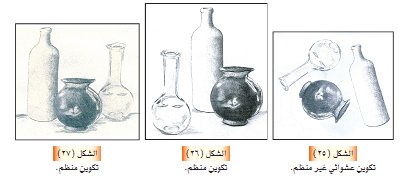 الشكل (٢٥)
تكوين عشوائي غير منظم.
الشكل (٢٦)
تكوين منظم.
الشكل (٢٧)
تكوين منظم.